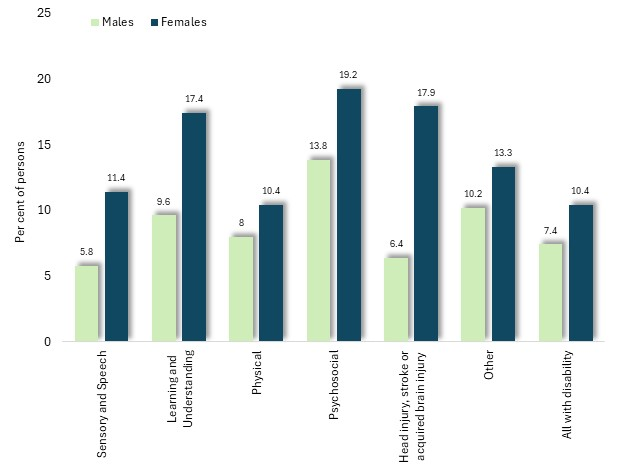 25
Males Females
20
15
10
5
0
Per cent of persons
5.8
11.4
9.6
17.4
8
10.4
13.8
19.2
6.4
17.9
10.2
13.3
7.4
10.4
Sensory and Speech
Learning and
Understanding
Physical
Psychosocial
Head injury, stroke or
acquired brain injury
Other
All with disability